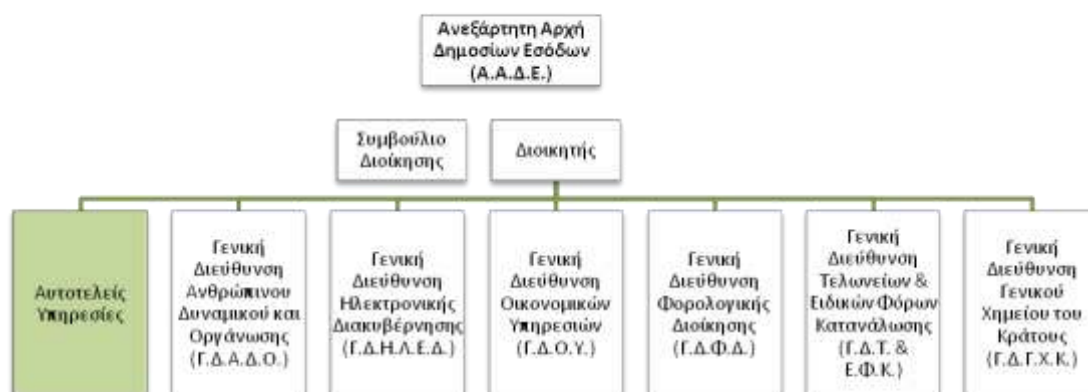 Ανεξάρτητη Αρχή
Δημοσίων Εσόδων
(Α.Α.Δ.Ε.)
Συμβούλιο
Διοίκησης
Διοικητής
Αυτοτελείς
Υπηρεσίες
Γενική
Διεύθυνση
Ανθρώπινου
Δυναμικού και
Οργάνωσης
(Γ.Δ.Α.Δ.Ο.)
Γενική
Διεύθυνση
Ηλεκτρονικής
Διακυβέρνησης
(Γ.Δ.Η.Λ.Ε.Δ.)
Γενική
Διεύθυνση
Οικονομικών
Υπηρεσιών
(Γ.Δ.Ο.Υ.)
Γενική
Διεύθυνση
Φορολογικής
Διοίκησης
(Γ.Δ.Φ.Δ.)
Γενική
Διεύθυνση
Τελωνείων &
Ειδικών Φόρων
Κατανάλωσης
(Γ.Δ.Τ. &
Ε.Φ.Κ.)
Γενική
Διεύθυνση
Γενικού
Χημείου του
Κράτους
(Γ.Δ.Γ.Χ.Κ.)